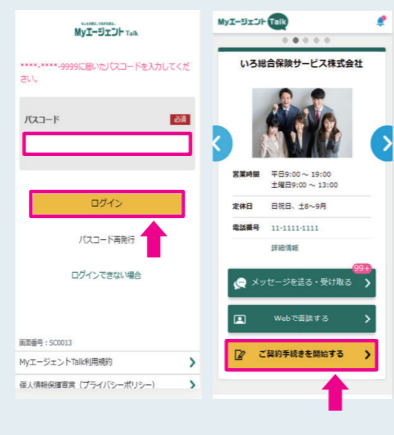 Myエージェント Talk
****-****-9999に届いたパスコードを入力してくだ
さい。
パスコード
必須
ログイン
パスコード再発行
ログインできない場合
画面番号：SC0013
MyエージェントTalk利用規約
個人情報保護宣言（プライバシーポリシー）
Myエージェント Talk
いろ総合保険サービス株式会社
営業時間 平日9:00 ～ 19:00
土曜日9:00 ～ 13:00
定休日 日祝日、土8～9月
電話番号 11-1111-1111
詳細情報
99+
メッセージを送る・受け取る
Webで面談する
ご契約手続きを開始する